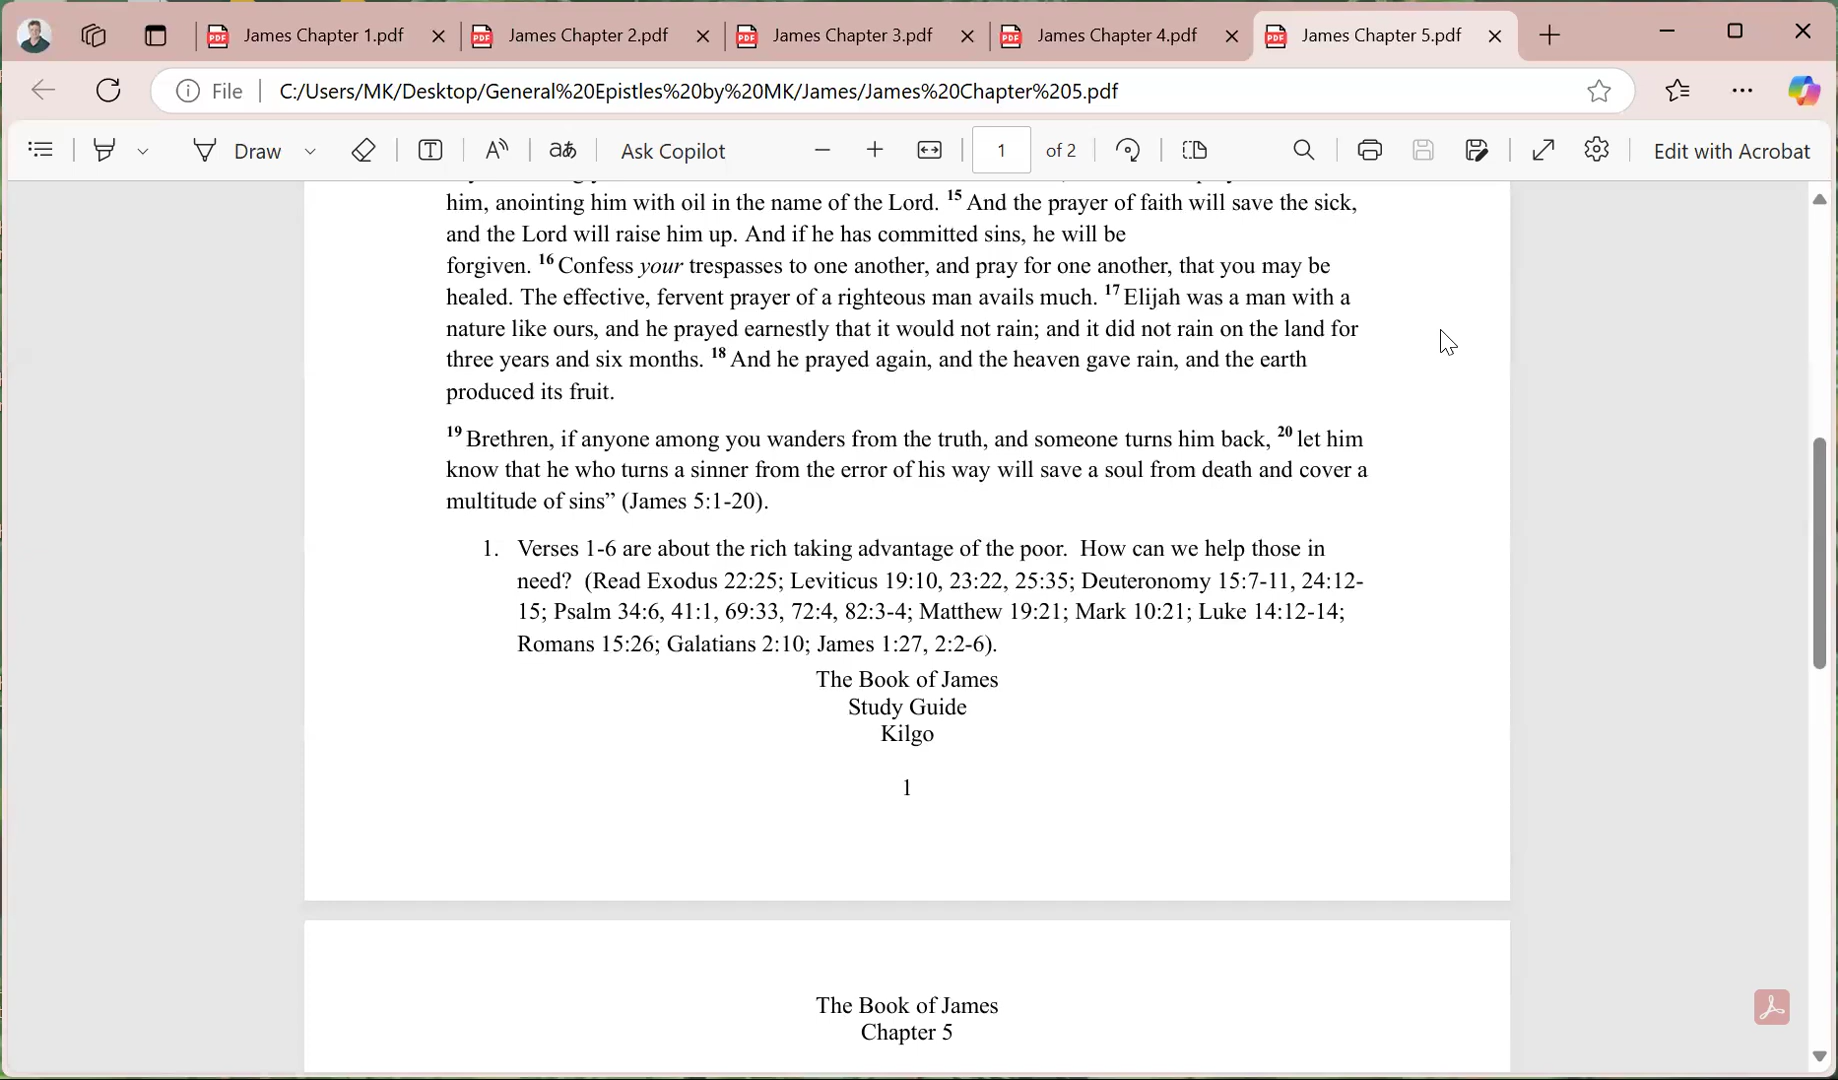 James Chapter 1.pdf
James Chapter 2.pdf
James Chapter 3.pdf
James Chapter 4.pdf
James Chapter 5.pdf
File
C:/Users/MK/Desktop/General%20Epistles%20by%20MK/James/James%20Chapter%205.pdf
Draw
aあ
Ask Copilot
1 of 2
Edit with Acrobat
him, anointing him with oil in the name of the Lord. 15 And the prayer of faith will save the sick,
and the Lord will raise him up. And if he has committed sins, he will be
forgiven. 16 Confess your trespasses to one another, and pray for one another, that you may be
healed. The effective, fervent prayer of a righteous man avails much. 17 Elijah was a man with a
nature like ours, and he prayed earnestly that it would not rain; and it did not rain on the land for
three years and six months. 18 And he prayed again, and the heaven gave rain, and the earth
produced its fruit.
19 Brethren, if anyone among you wanders from the truth, and someone turns him back, 20 let him
know that he who turns a sinner from the error of his way will save a soul from death and cover a
multitude of sins” (James 5:1-20).
1. Verses 1-6 are about the rich taking advantage of the poor. How can we help those in
need? (Read Exodus 22:25; Leviticus 19:10, 23:22, 25:35; Deuteronomy 15:7-11, 24:12-
15; Psalm 34:6, 41:1, 69:33, 72:4, 82:3-4; Matthew 19:21; Mark 10:21; Luke 14:12-14;
Romans 15:26; Galatians 2:10; James 1:27, 2:2-6).
The Book of James
Study Guide
Kilgo
1
The Book of James
Chapter 5